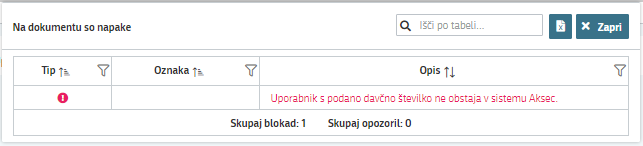 Na dokumentu so napake
Išči po tabeli...
Zapri
Tip
Oznaka
Opis
Uporabnik s podano davčno številko ne obstaja v sistemu Aksec.
Skupaj blokad: 1 Skupaj opozoril: 0